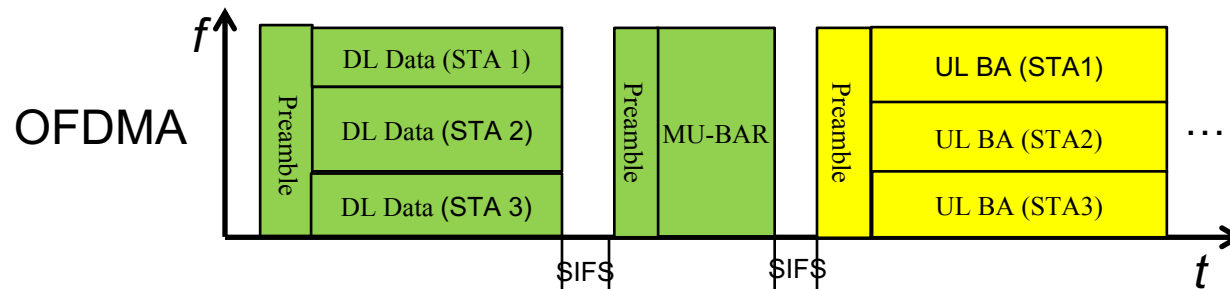 f
OFDMA
Preamble
DL Data (STA 1)
DL Data (STA 2)
DL Data (STA 3)
SIFS
Preamble
MU-BAR
SIFS
Preamble
UL BA (STA1)
UL BA (STA2)
UL BA (STA3)
...
t